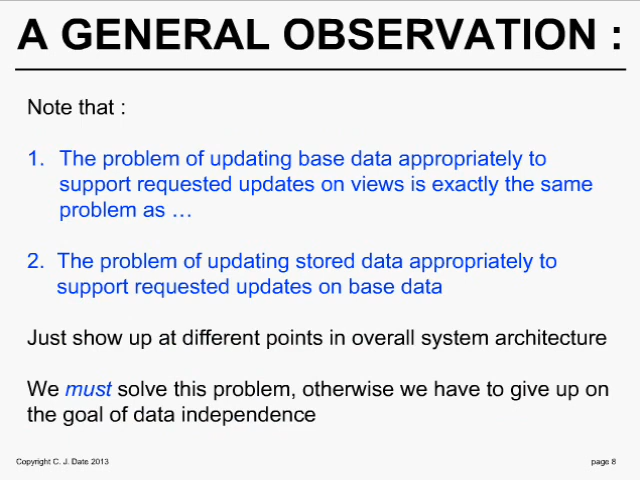 A GENERAL OBSERVATION :
Note that :
1. The problem of updating base data appropriately to
support requested updates on views is exactly the same
problem as …
2. The problem of updating stored data appropriately to
support requested updates on base data
Just show up at different points in overall system architecture
We must solve this problem, otherwise we have to give up on
the goal of data independence
Copyright C. J. Date 2013
page 8